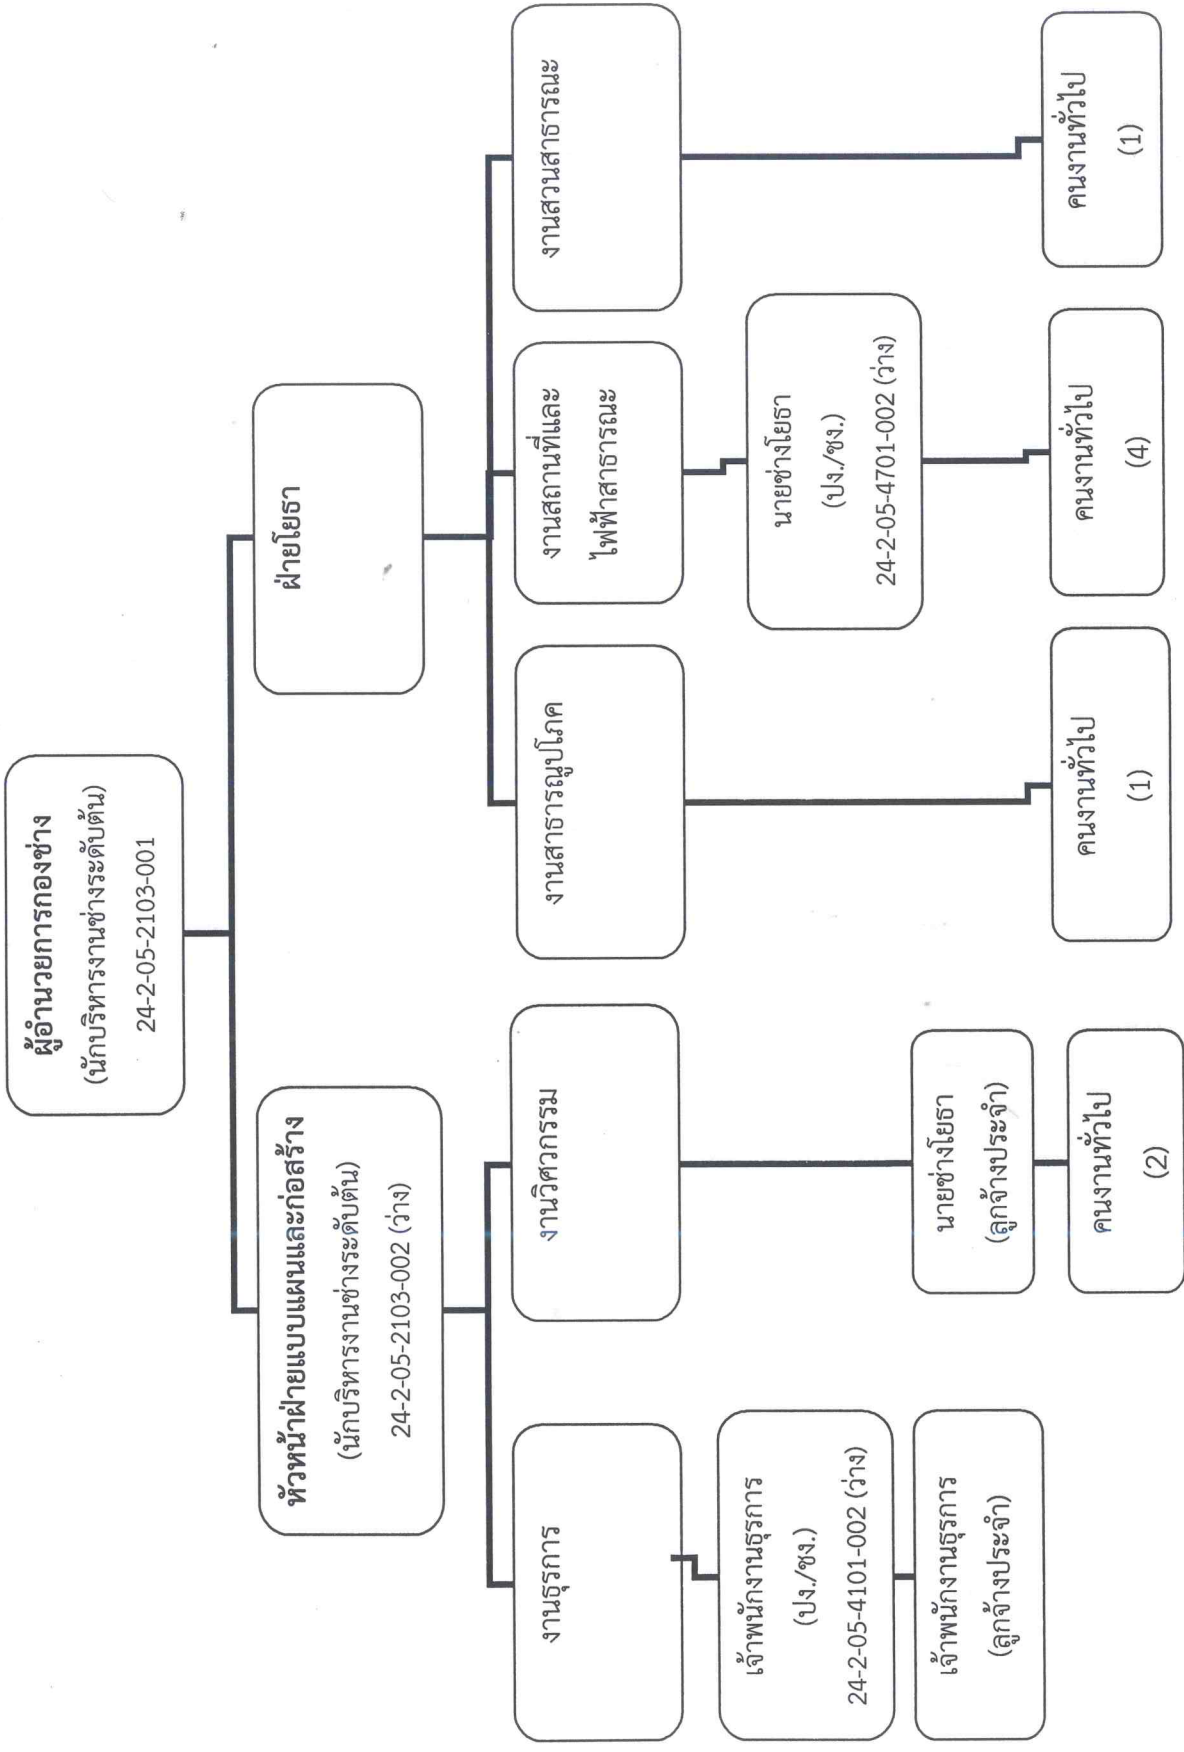 ผู้อำนวยการกองช่าง
(นักบริหารงานช่างระดับต้น)
24-2-05-2103-001
หัวหน้าฝ่ายแบบแผนและก่อสร้าง
(นักบริหารงานช่างระดับต้น)
24-2-05-2103-002 (ว่าง)
ฝ่ายโยธา
งานธุรการ
งานวิศวกรรม
งานสาธารณูปโภค
งานสถานที่และ
ไฟฟ้าสาธารณะ
งานสวนสาธารณะ
เจ้าพนักงานธุรการ
(ปง./ชง.)
24-2-05-4101-002 (ว่าง)
นายช่างโยธา
(ปง./ชง.)
24-2-05-4701-002 (ว่าง)
เจ้าพนักงานธุรการ
(ลูกจ้างประจำ)
นายช่างโยธา
(ลูกจ้างประจำ)
คนงานทั่วไป
(2)
คนงานทั่วไป
(1)
คนงานทั่วไป
(4)
คนงานทั่วไป
(1)